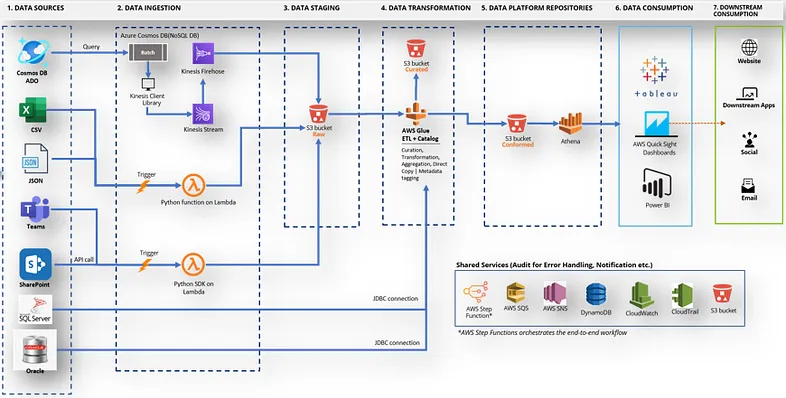 1. DATA SOURCES
2. DATA INGESTION
3. DATA STAGING
4. DATA TRANSFORMATION
5. DATA PLATFORM REPOSITORIES
6. DATA CONSUMPTION
7. DOWNSTREAM
CONSUMPTION
Cosmos DB
ADO
Query
Azure Cosmos DB(NoSQL DB)
Batch
Kinesis Client
Library
Kinesis Firehose
Kinesis Stream
CSV
JSON
JSON
Trigger
Python function on Lambda
Teams
SharePoint
API call
Trigger
Python SDK on
Lambda
SQL Server
ORACLE
Oracle
JDBC connection
JDBC connection
S3 bucket
Raw
S3 bucket
Curated
AWS Glue
ETL + Catalog
Curation,
Transformation,
Aggregation, Direct
Copy | Metadata
tagging
S3 bucket
Conformed
Athena
+ableau
AWS Quick Sight
Dashboards
Power BI
Website
Downstream Apps
Social
Email
Shared Services (Audit for Error Handling, Notification etc.)
AWS Step
Function*
AWS SQS
AWS SNS
DynamoDB
CloudWatch
CloudTrail
S3 bucket
*AWS Step Functions orchestrates the end-to-end workflow